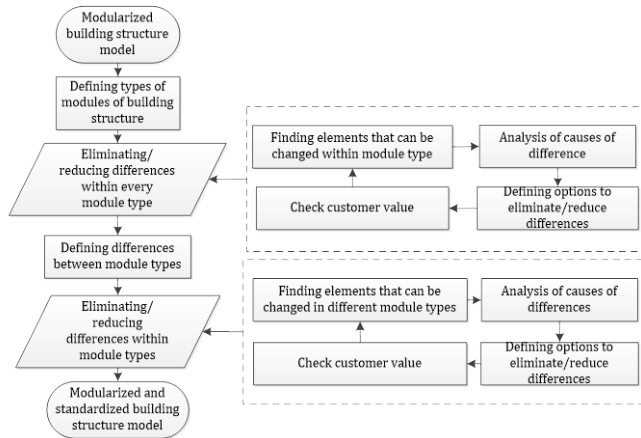 Modularized
building structure
model
Defining types of
modules of building
structure
Eliminating/
reducing differences
within every
module type
Defining differences
between module types
Eliminating/
reducing
differences within
module types
Modularized and
standardized building
structure model
Finding elements that can be
changed within module type
Analysis of causes of
difference
Check customer value
Defining options to
eliminate/reduce differences
Finding elements that can be
changed in different module types
Analysis of causes of
differences
Check customer value
Defining options to
eliminate/reduce differences